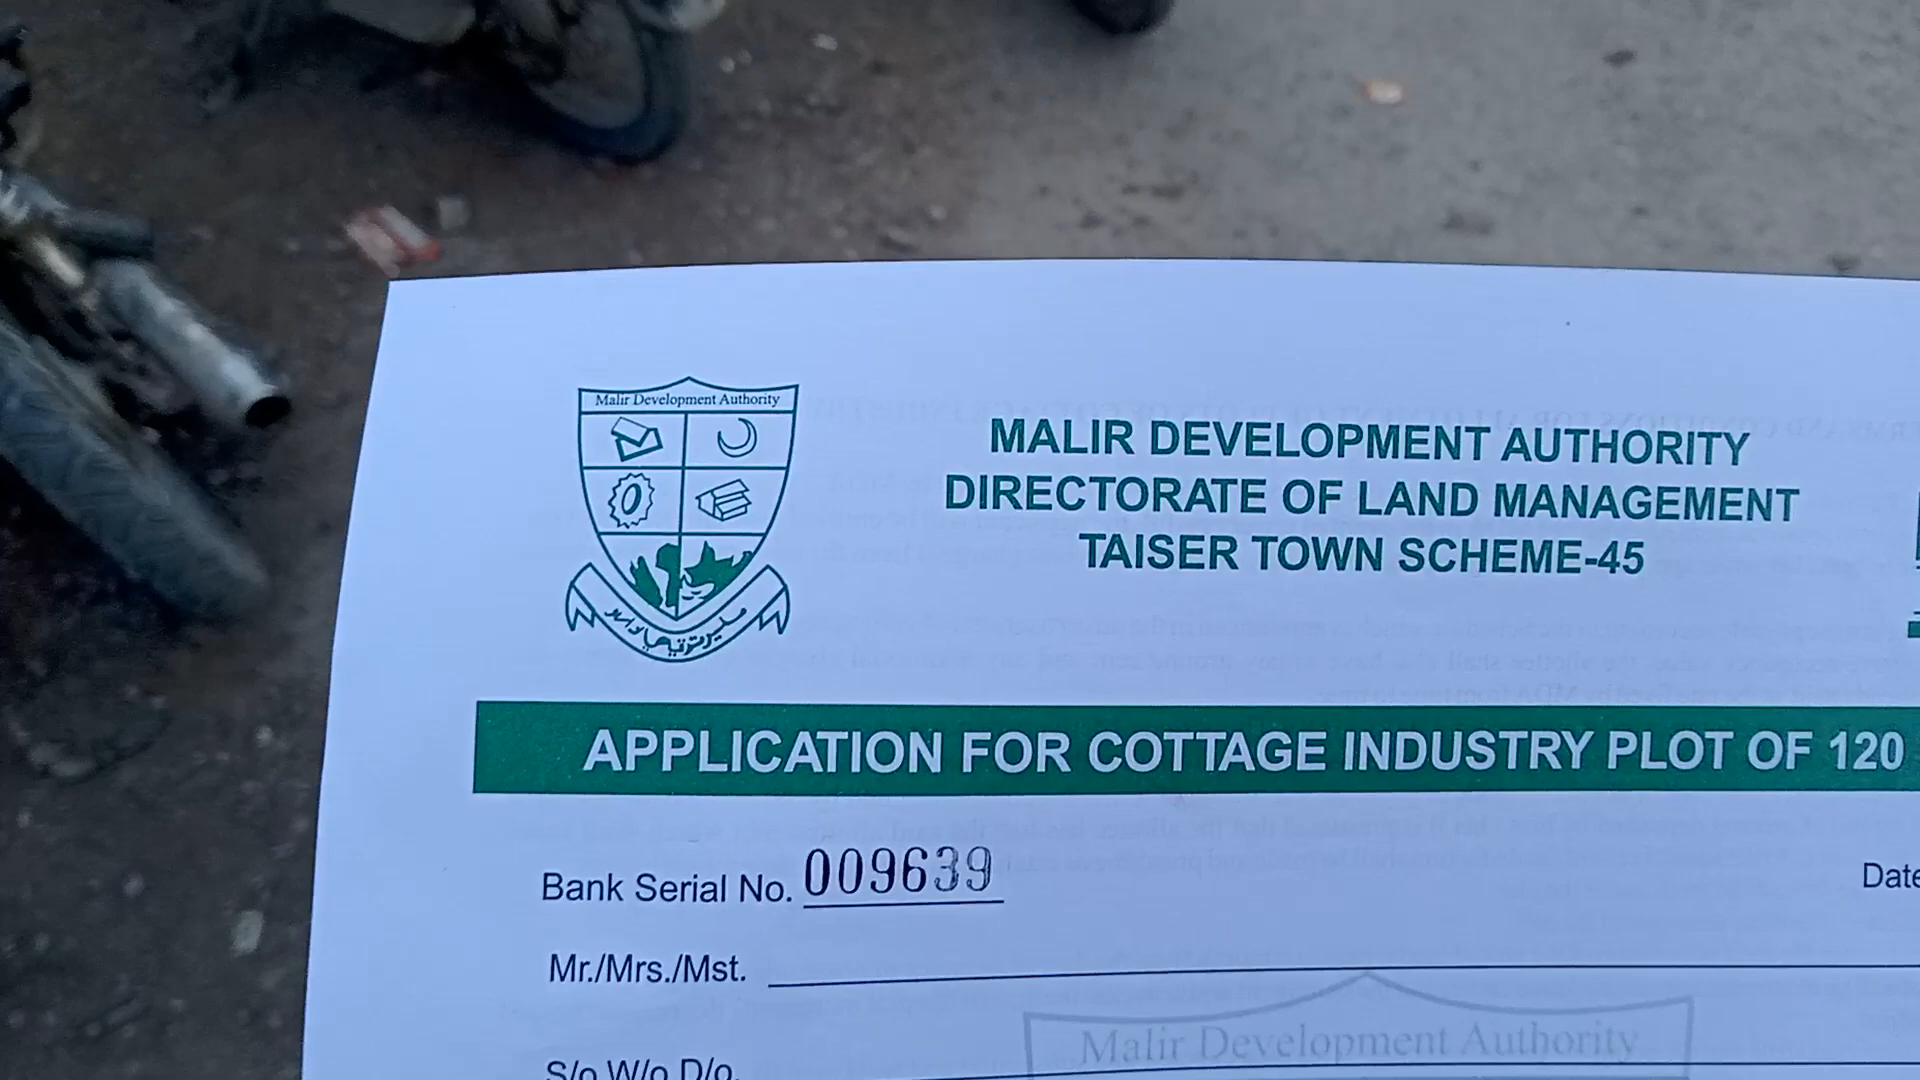 Malir Development Authority
MALIR DEVELOPMENT AUTHORITY
DIRECTORATE OF LAND MANAGEMENT
TAISER TOWN SCHEME-45
APPLICATION FOR COTTAGE INDUSTRY PLOT OF 120
Bank Serial No. 009639
Date
Mr./Mrs./Mst.
Malir Development Authority
S/o W/o D/o.